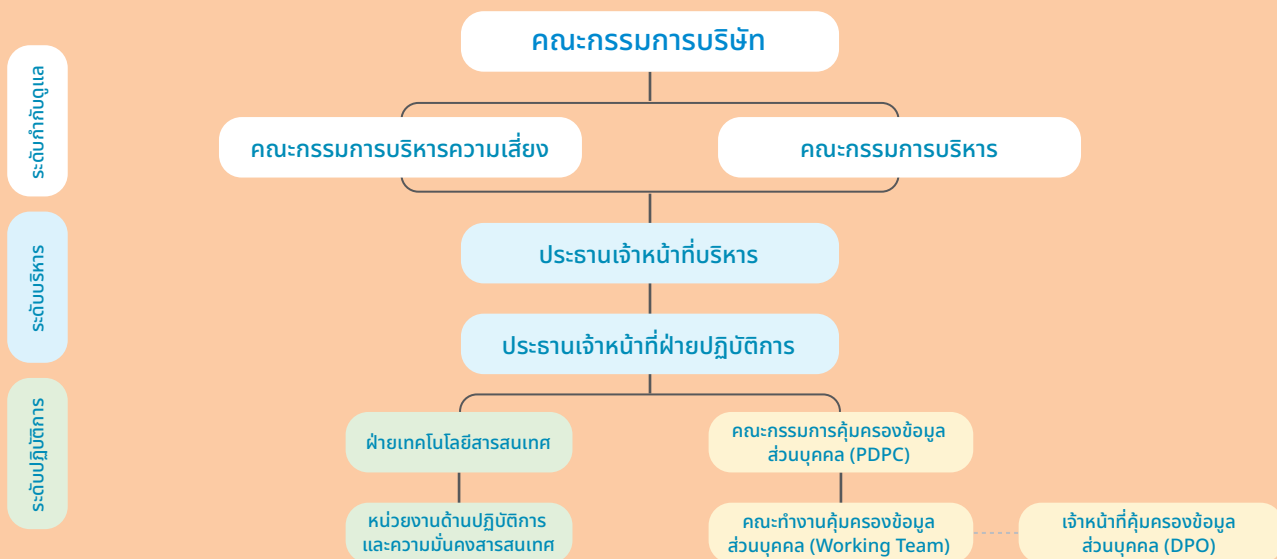 คณะกรรมการบริษัท
ระดับกำกับดูแล
คณะกรรมการบริหารความเสี่ยง
คณะกรรมการบริหาร
ระดับบริหาร
ประธานเจ้าหน้าที่บริหาร
ประธานเจ้าหน้าที่ฝ่ายปฏิบัติการ
ระดับปฏิบัติการ
ฝ่ายเทคโนโลยีสารสนเทศ
คณะกรรมการคุ้มครองข้อมูล
ส่วนบุคคล (PDPC)
หน่วยงานด้านปฏิบัติการ
และความมั่นคงสารสนเทศ
คณะทำงานคุ้มครองข้อมูล
ส่วนบุคคล (Working Team)
เจ้าหน้าที่คุ้มครองข้อมูล
ส่วนบุคคล (DPO)